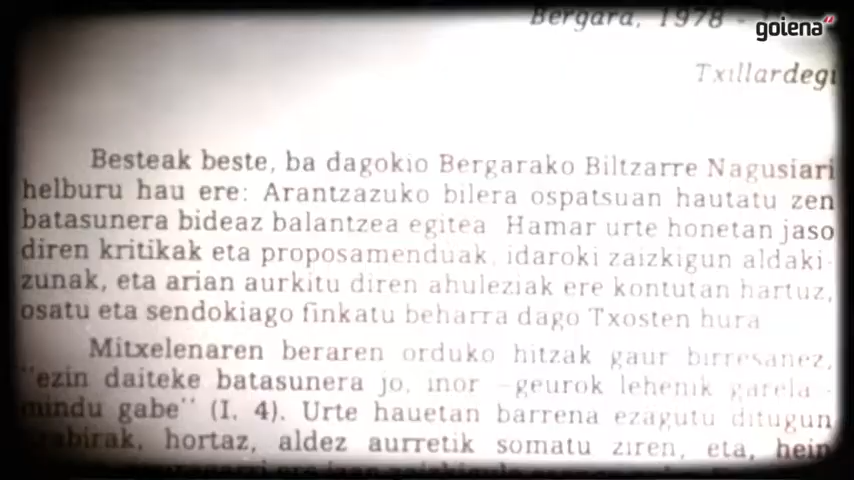 Bergara, 1978 -
goiena
Txillardegi
Besteak beste, ba dagokio Bergarako Biltzarre Nagusiari
helburu hau ere: Arantzazuko bilera ospatsuan hautatu zen
batasunera bideaz balantzea egitea Hamar urte honetan jaso
diren kritikak eta proposamenduak, idaroki zaizkigun aldaki-
zunak, eta arian aurkitu diren ahuleziak ere kontutan hartuz,
osatu eta sendokiago finkatu beharra dago Txosten hura
Mitxelenaren beraren orduko hitzak gaur birresanez,
"ezin daiteke batasunera jo, inor -geurok lehenik garela-
mindu gabe" (I, 4). Urte hauetan barrena ezagutu ditugun
hortaz, aldez aurretik somatu ziren, eta, hein